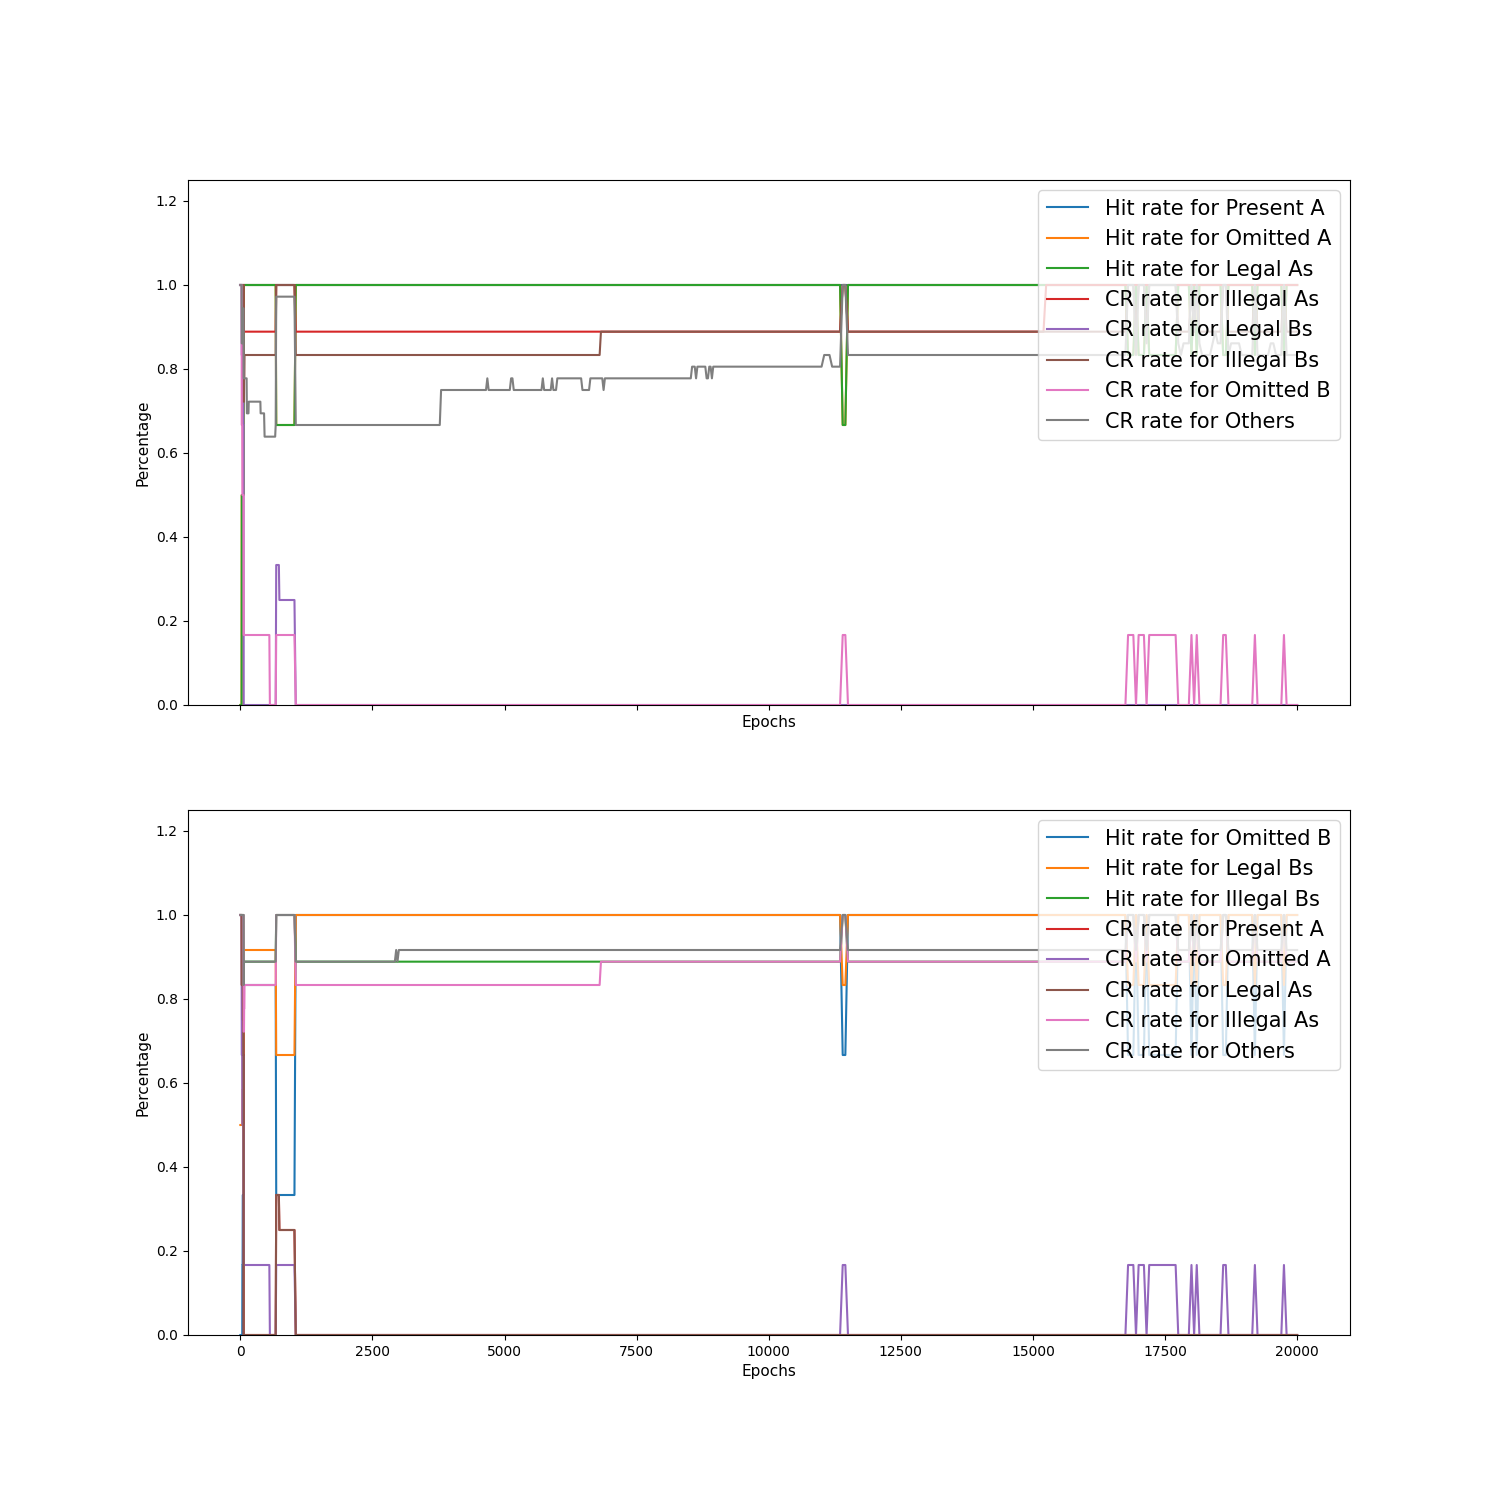 1.2
1.0
0.8
0.6
0.4
0.2
0.0
Percentage
Epochs
Hit rate for Present A
Hit rate for Omitted A
Hit rate for Legal As
CR rate for Illegal As
CR rate for Legal Bs
CR rate for Illegal Bs
CR rate for Omitted B
CR rate for Others
1.2
1.0
0.8
0.6
0.4
0.2
0.0
Percentage
0 2500 5000 7500 10000 12500 15000 17500 20000
Epochs
Hit rate for Omitted B
Hit rate for Legal Bs
Hit rate for Illegal Bs
CR rate for Present A
CR rate for Omitted A
CR rate for Legal As
CR rate for Illegal As
CR rate for Others